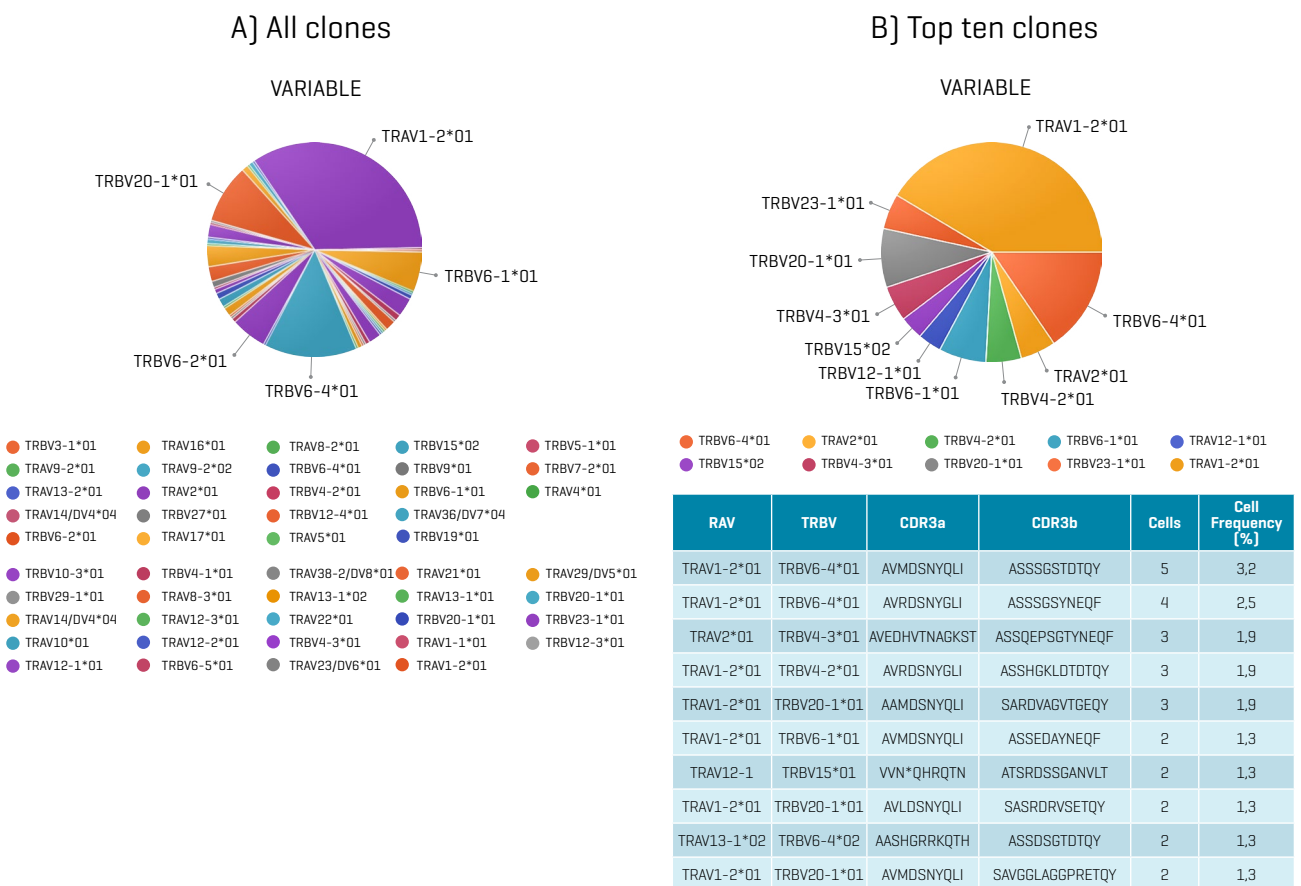 A) All clones
VARIABLE
TRAV1-2*01
TRBV20-1*01
TRBV6-1*01
TRBV6-2*01
TRBV6-4*01
TRBV3-1*01 TRAV16*01 TRAV8-2*01 TRBV15*02 TRBV5-1*01
TRAV9-2*01 TRAV9-2*02 TRBV6-4*01 TRBV9*01 TRBV7-2*01
TRAV13-2*01 TRAV2*01 TRBV4-2*01 TRBV6-1*01 TRAV4*01
TRAV14/DV4*04 TRBV27*01 TRBV12-4*01 TRAV36/DV7*04
TRBV6-2*01 TRAV17*01 TRAV5*01 TRBV19*01
TRBV10-3*01 TRBV4-1*01 TRAV38-2/DV8*01 TRAV21*01 TRAV29/DV5*01
TRBV29-1*01 TRAV8-3*01 TRAV13-1*02 TRAV13-1*01 TRBV20-1*01
TRAV14/DV4*04 TRAV12-3*01 TRAV22*01 TRBV20-1*01 TRBV23-1*01
TRAV10*01 TRAV12-2*01 TRBV4-3*01 TRAV1-1*01 TRBV12-3*01
TRAV12-1*01 TRBV6-5*01 TRAV23/DV6*01 TRAV1-2*01
B) Top ten clones
VARIABLE
TRAV1-2*01
TRBV23-1*01
TRBV20-1*01
TRBV4-3*01
TRBV6-4*01
TRBV15*02
TRBV12-1*01
TRAV2*01
TRBV6-1*01
TRBV4-2*01
TRBV6-4*01 TRAV2*01 TRBV4-2*01 TRBV6-1*01 TRAV12-1*01
TRBV15*02 TRBV4-3*01 TRBV20-1*01 TRBV23-1*01 TRAV1-2*01
RAV TRBV CDR3a CDR3b Cells Cell Frequency (%)
TRAV1-2*01 TRBV6-4*01 AVMDSNYQLI ASSSGSTDTQY 5 3,2
TRAV1-2*01 TRBV6-4*01 AVRDSNYGLI ASSSGSYNEQF 4 2,5
TRAV2*01 TRBV4-3*01 AVEDHVTNAGKST ASSQEPSGTYNEQF 3 1,9
TRAV1-2*01 TRBV4-2*01 AVRDSNYGLI ASSHGKLDTDTQY 3 1,9
TRAV1-2*01 TRBV20-1*01 AAMDSNYQLI SARDVAGVTGEQY 3 1,9
TRAV1-2*01 TRBV6-1*01 AVMDSNYQLI ASSEDAYNEQF 2 1,3
TRAV12-1 TRBV15*01 VVN*QHRQTN ATSRDSSGANVLT 2 1,3
TRAV1-2*01 TRBV20-1*01 AVLDSNYQLI SASRDRVSETQY 2 1,3
TRAV13-1*02 TRBV6-4*02 AASHGRRKQTH ASSDSGTDTQY 2 1,3
TRAV1-2*01 TRBV20-1*01 AVMDSNYQLI SAVGGLAGGPRETQY 2 1,3